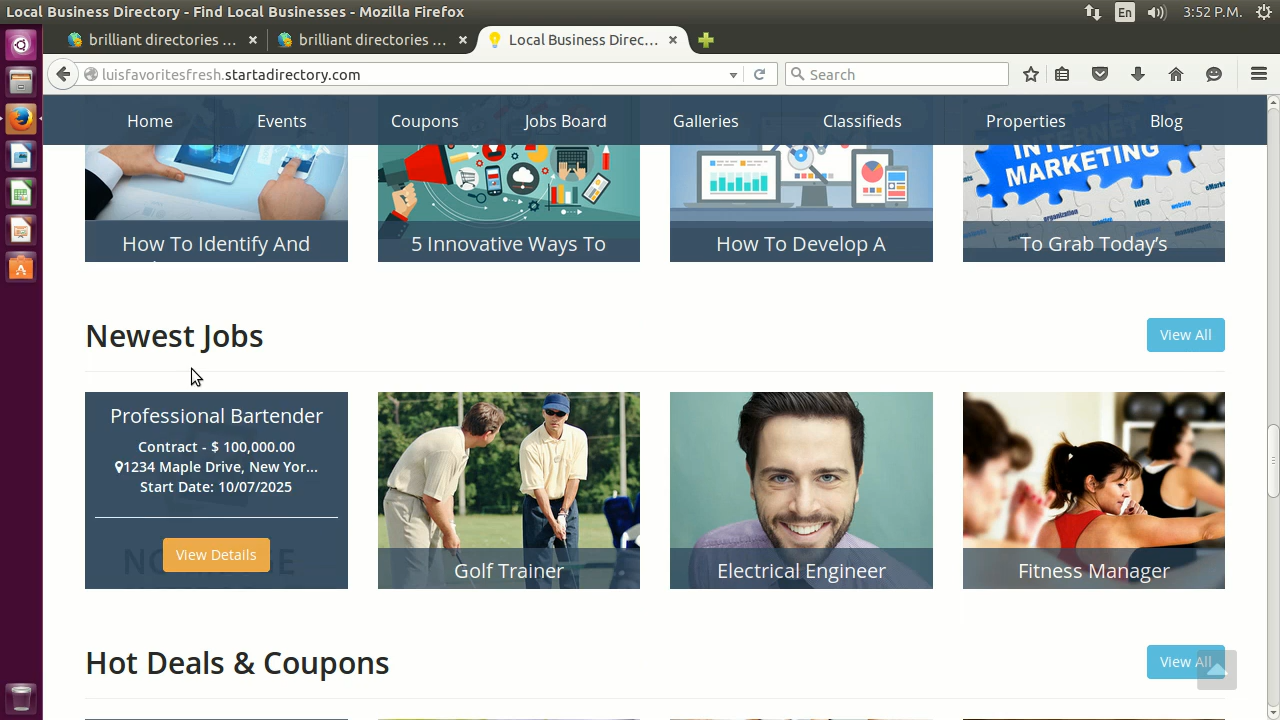 Local Business Directory - Find Local Businesses - Mozilla Firefox
En
3:52 P.M.
brilliant directories ...
brilliant directories ...
Local Business Direc...
luisfavoritesfresh.startadirectory.com
Search
Home
Events
Coupons
Jobs Board
Galleries
Classifieds
Properties
Blog
MARKETING
idea
website
organization
How To Identify And
5 Innovative Ways To
How To Develop A
To Grab Today’s
Newest Jobs
View All
Professional Bartender
Contract - $ 100,000.00
1234 Maple Drive, New Yor...
Start Date: 10/07/2025
View Details
Golf Trainer
Electrical Engineer
Fitness Manager
Hot Deals & Coupons
View All